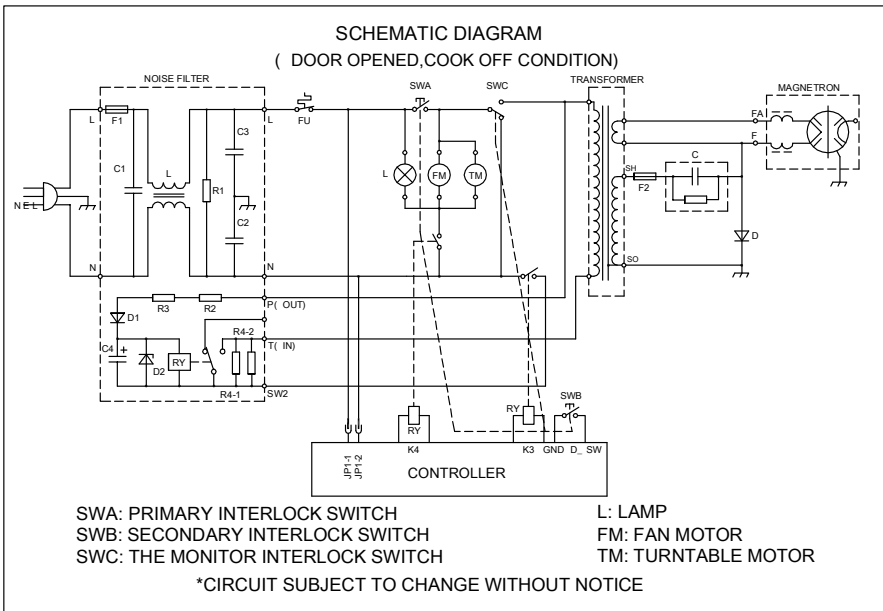 SCHEMATIC DIAGRAM
( DOOR OPENED,COOK OFF CONDITION)
NOISE FILTER
SWA
SWC
TRANSFORMER
MAGNETRON
L
F1
L
FU
FA
F
C3
C1
L
R1
L
FM
TM
SH
F2
C
N E L
C2
D
N
N
SO
R3
R2
P( OUT)
D1
R4-2
T( IN)
C4
+
D2
RY
R4-1
SW2
SWB
RY
RY
JP1-1
JP1-2
K4
K3
GND
D_ SW
CONTROLLER
SWA: PRIMARY INTERLOCK SWITCH
L: LAMP
SWB: SECONDARY INTERLOCK SWITCH
FM: FAN MOTOR
SWC: THE MONITOR INTERLOCK SWITCH
TM: TURNTABLE MOTOR
*CIRCUIT SUBJECT TO CHANGE WITHOUT NOTICE